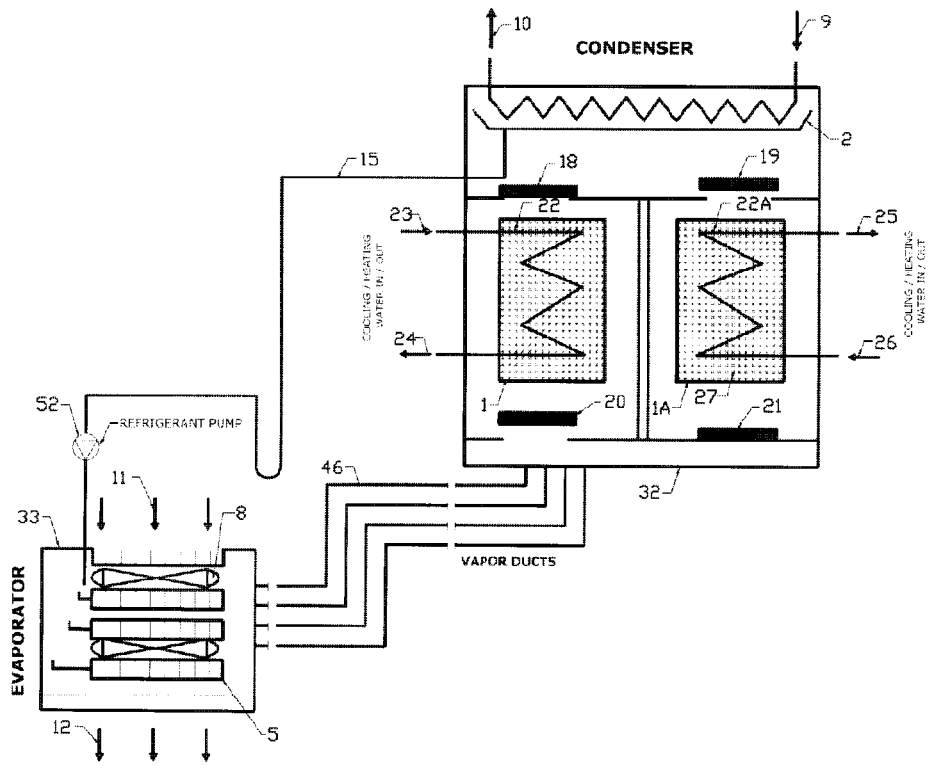 10
9
CONDENSER
2
15
18
19
23
22
22A
25
COOLING / HEATING
WATER IN / OUT
COOLING / HEATING
WATER IN / OUT
24
26
1
20
1A
27
21
52
REFRIGERANT PUMP
46
32
11
8
33
VAPOR DUCTS
EVAPORATOR
12
5